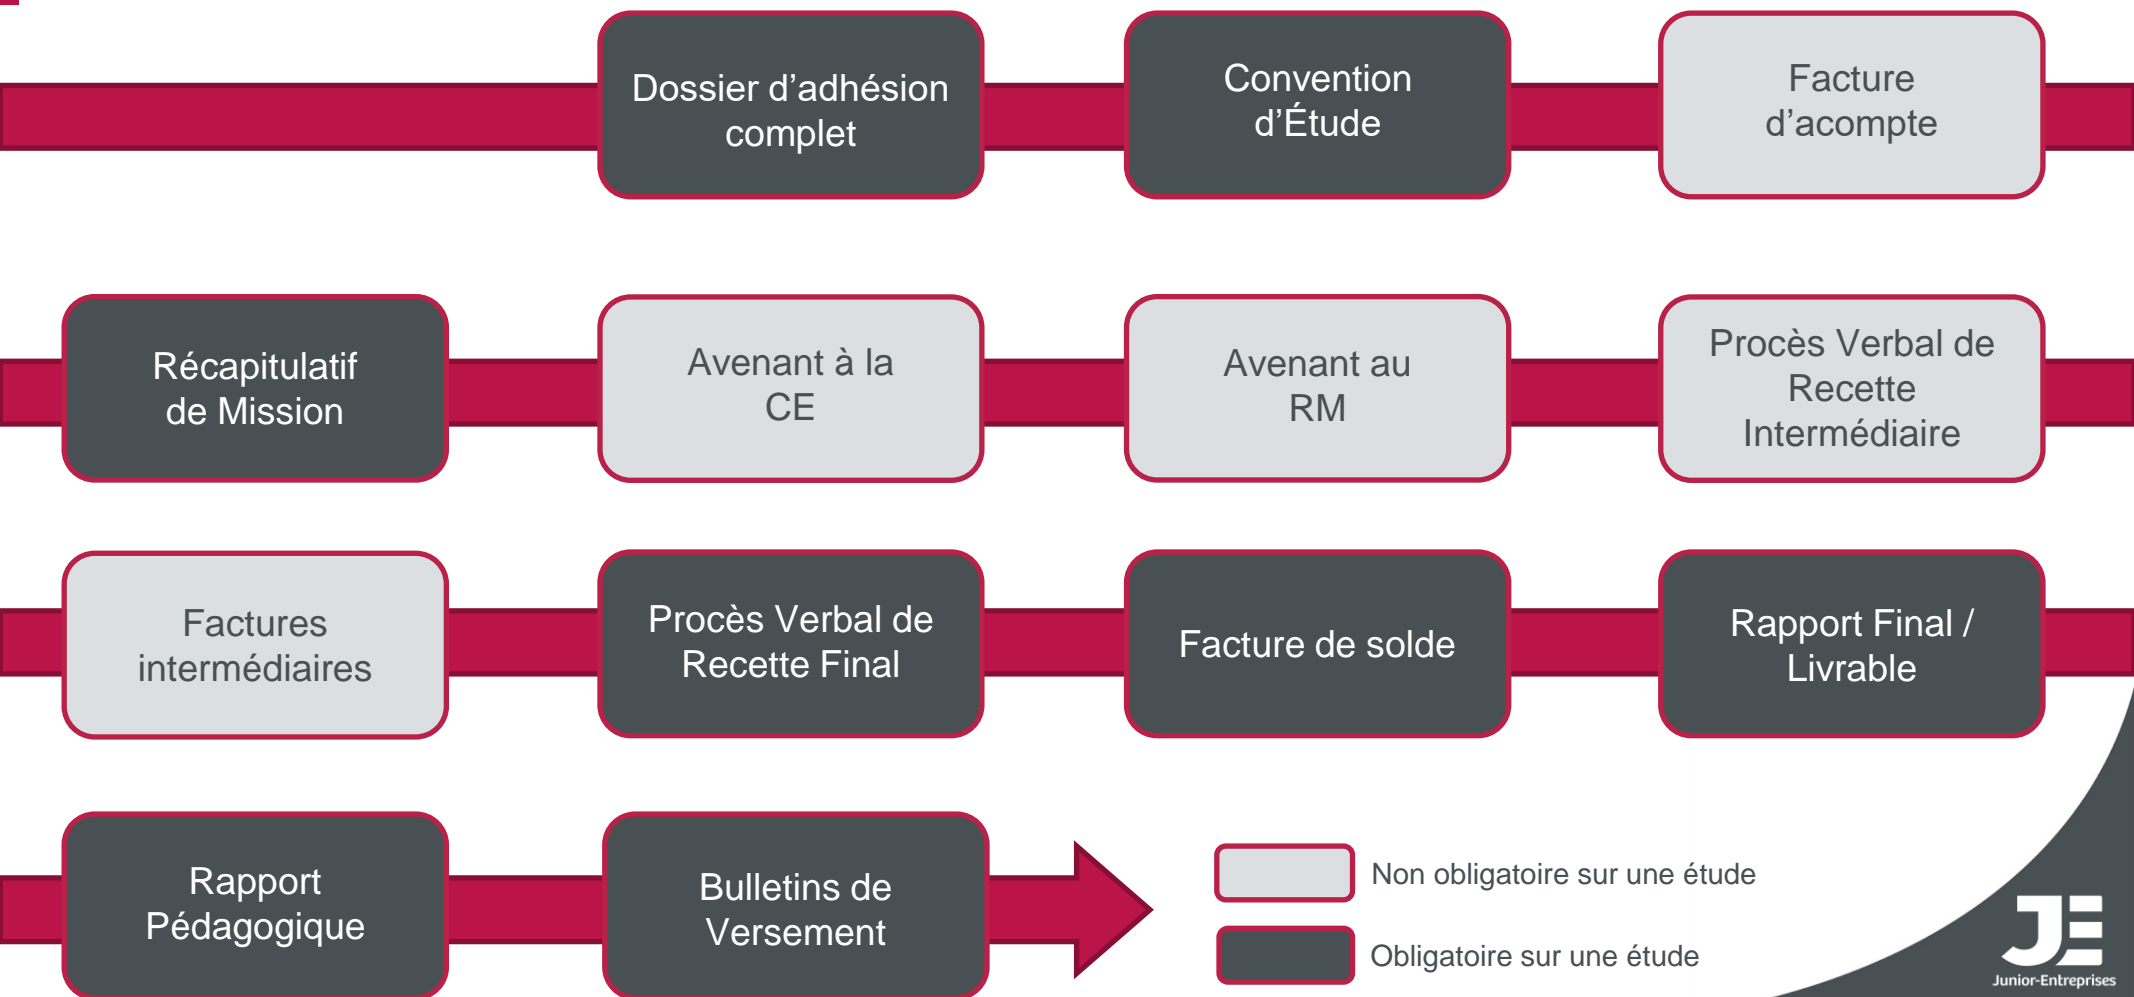 Dossier d’adhésion
complet
Convention
d’Étude
Facture
d’acompte
Récapitulatif
de Mission
Avenant à la
CE
Avenant au
RM
Procès Verbal de
Recette
Intermédiaire
Factures
intermédiaires
Procès Verbal de
Recette Final
Facture de solde
Rapport Final /
Livrable
Rapport
Pédagogique
Bulletins de
Versement
Non obligatoire sur une étude
Obligatoire sur une étude
JE
Junior-Entreprises